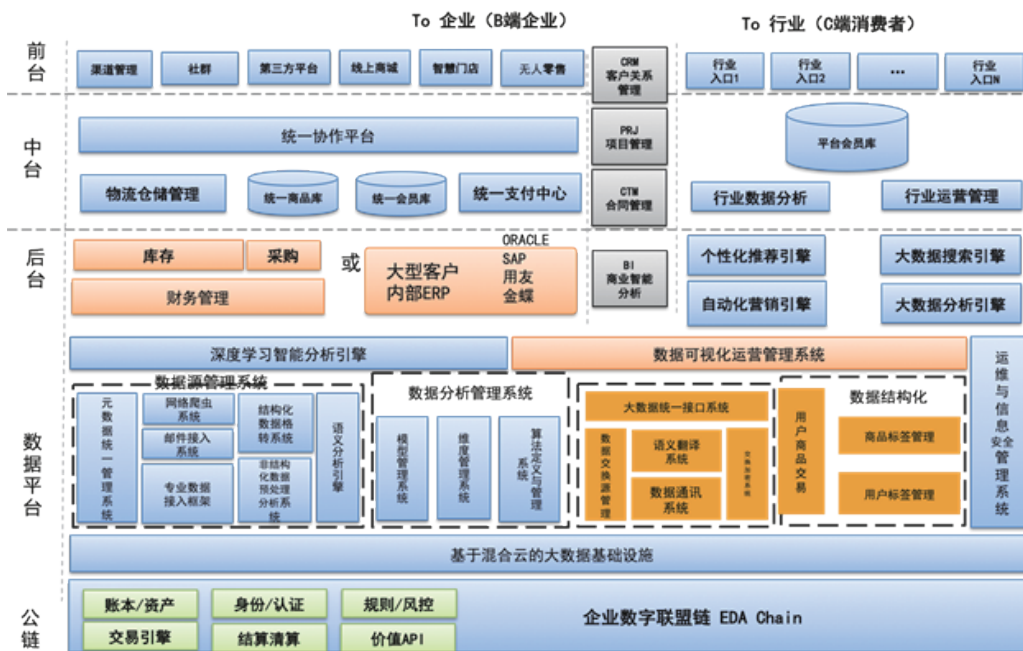 To 企业（B端企业）
To 行业（C端消费者）
前台
渠道管理
社群
第三方平台
线上商城
智慧门店
无人零售
CRM
客户关系
管理
行业
入口1
行业
入口2
...
行业
入口N
中台
统一协作平台
PRJ
项目管理
平台会员库
物流仓储管理
统一商品库
统一会员库
统一支付中心
CTM
合同管理
行业数据分析
行业运营管理
后台
库存
采购
财务管理
或
大型客户
内部ERP
ORACLE
SAP
用友
金蝶
BI
商业智能
分析
个性化推荐引擎
大数据搜索引擎
自动化营销引擎
大数据分析引擎
数据平台
深度学习智能分析引擎
数据可视化运营管理系统
运维与信息安全管理系统
数据源管理系统
元数据统一管理系统
网络爬虫
系统
邮件接入
系统
专业数据
接入框架
结构化
数据格
转系统
非结构
化数据
预处理
分析系
统
语义分析引擎
数据分析管理系统
模型管理系统
维度管理系统
算法定义与管理
系统
大数据统一接口系统
数据交换源管理
语义翻译
系统
数据通讯
系统
交换加密系统
用户商品交易
数据结构化
商品标签管理
用户标签管理
基于混合云的大数据基础设施
公链
账本/资产
身份/认证
规则/风控
交易引擎
结算清算
价值API
企业数字联盟链 EDA Chain